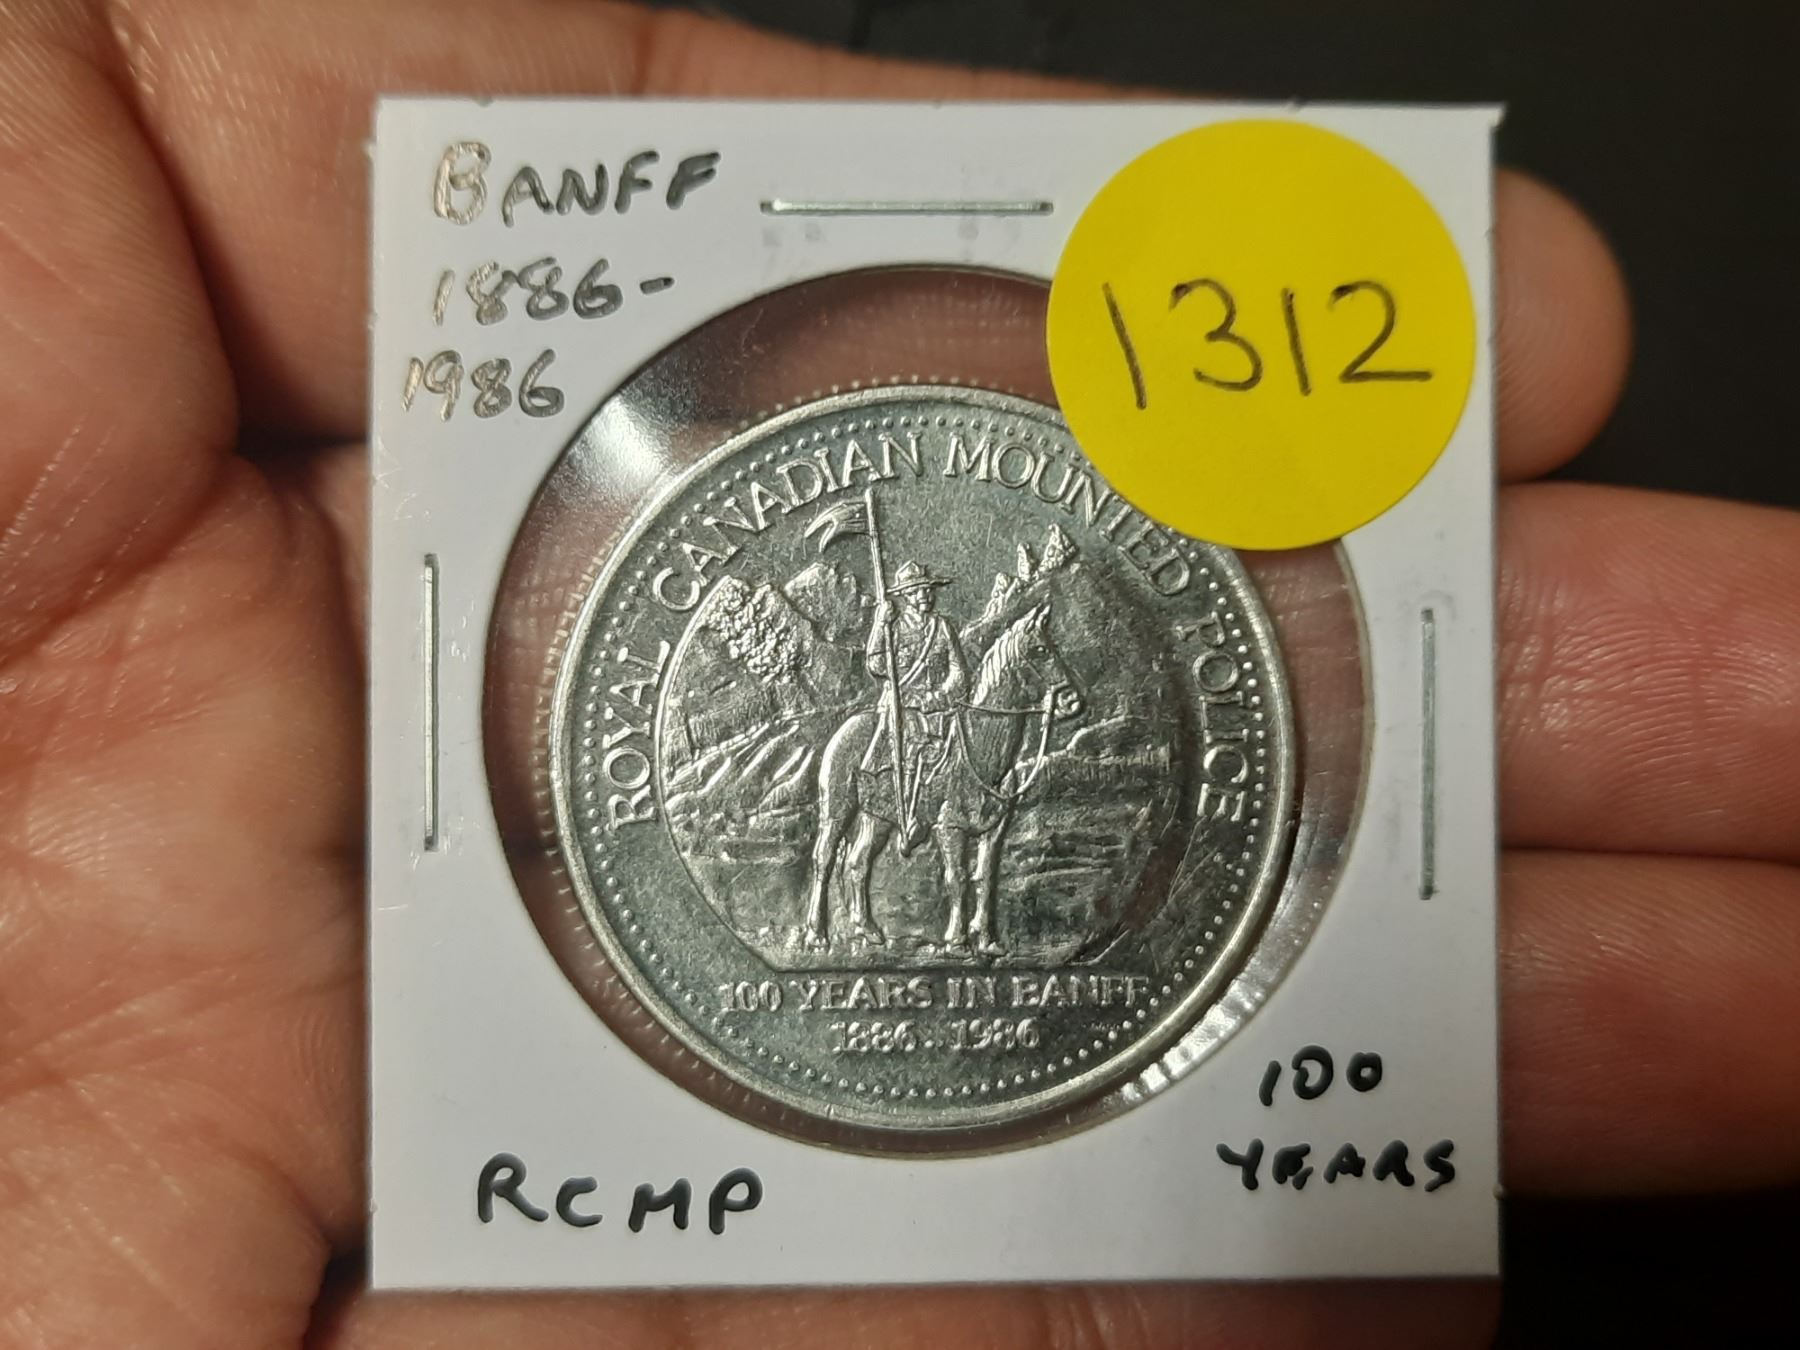 BANFF
1886-
1986
1312
ROYAL CANADIAN MOUNTED POLICE
100 YEARS IN BANFF
1886 . 1986
RCMP
100
YEARS